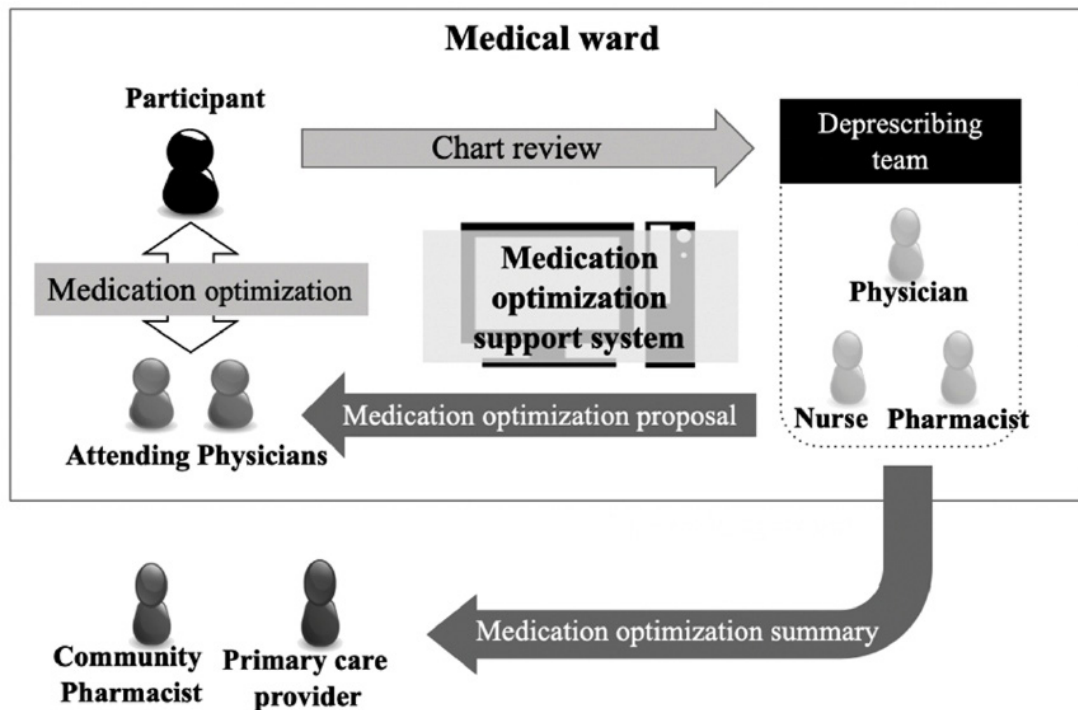 Medical ward
Participant
Chart review
Deprescribing
team
Medication
optimization
support system
Physician
Medication optimization
Nurse
Pharmacist
Medication optimization proposal
Attending Physicians
Medication optimization summary
Community
Pharmacist
Primary care
provider